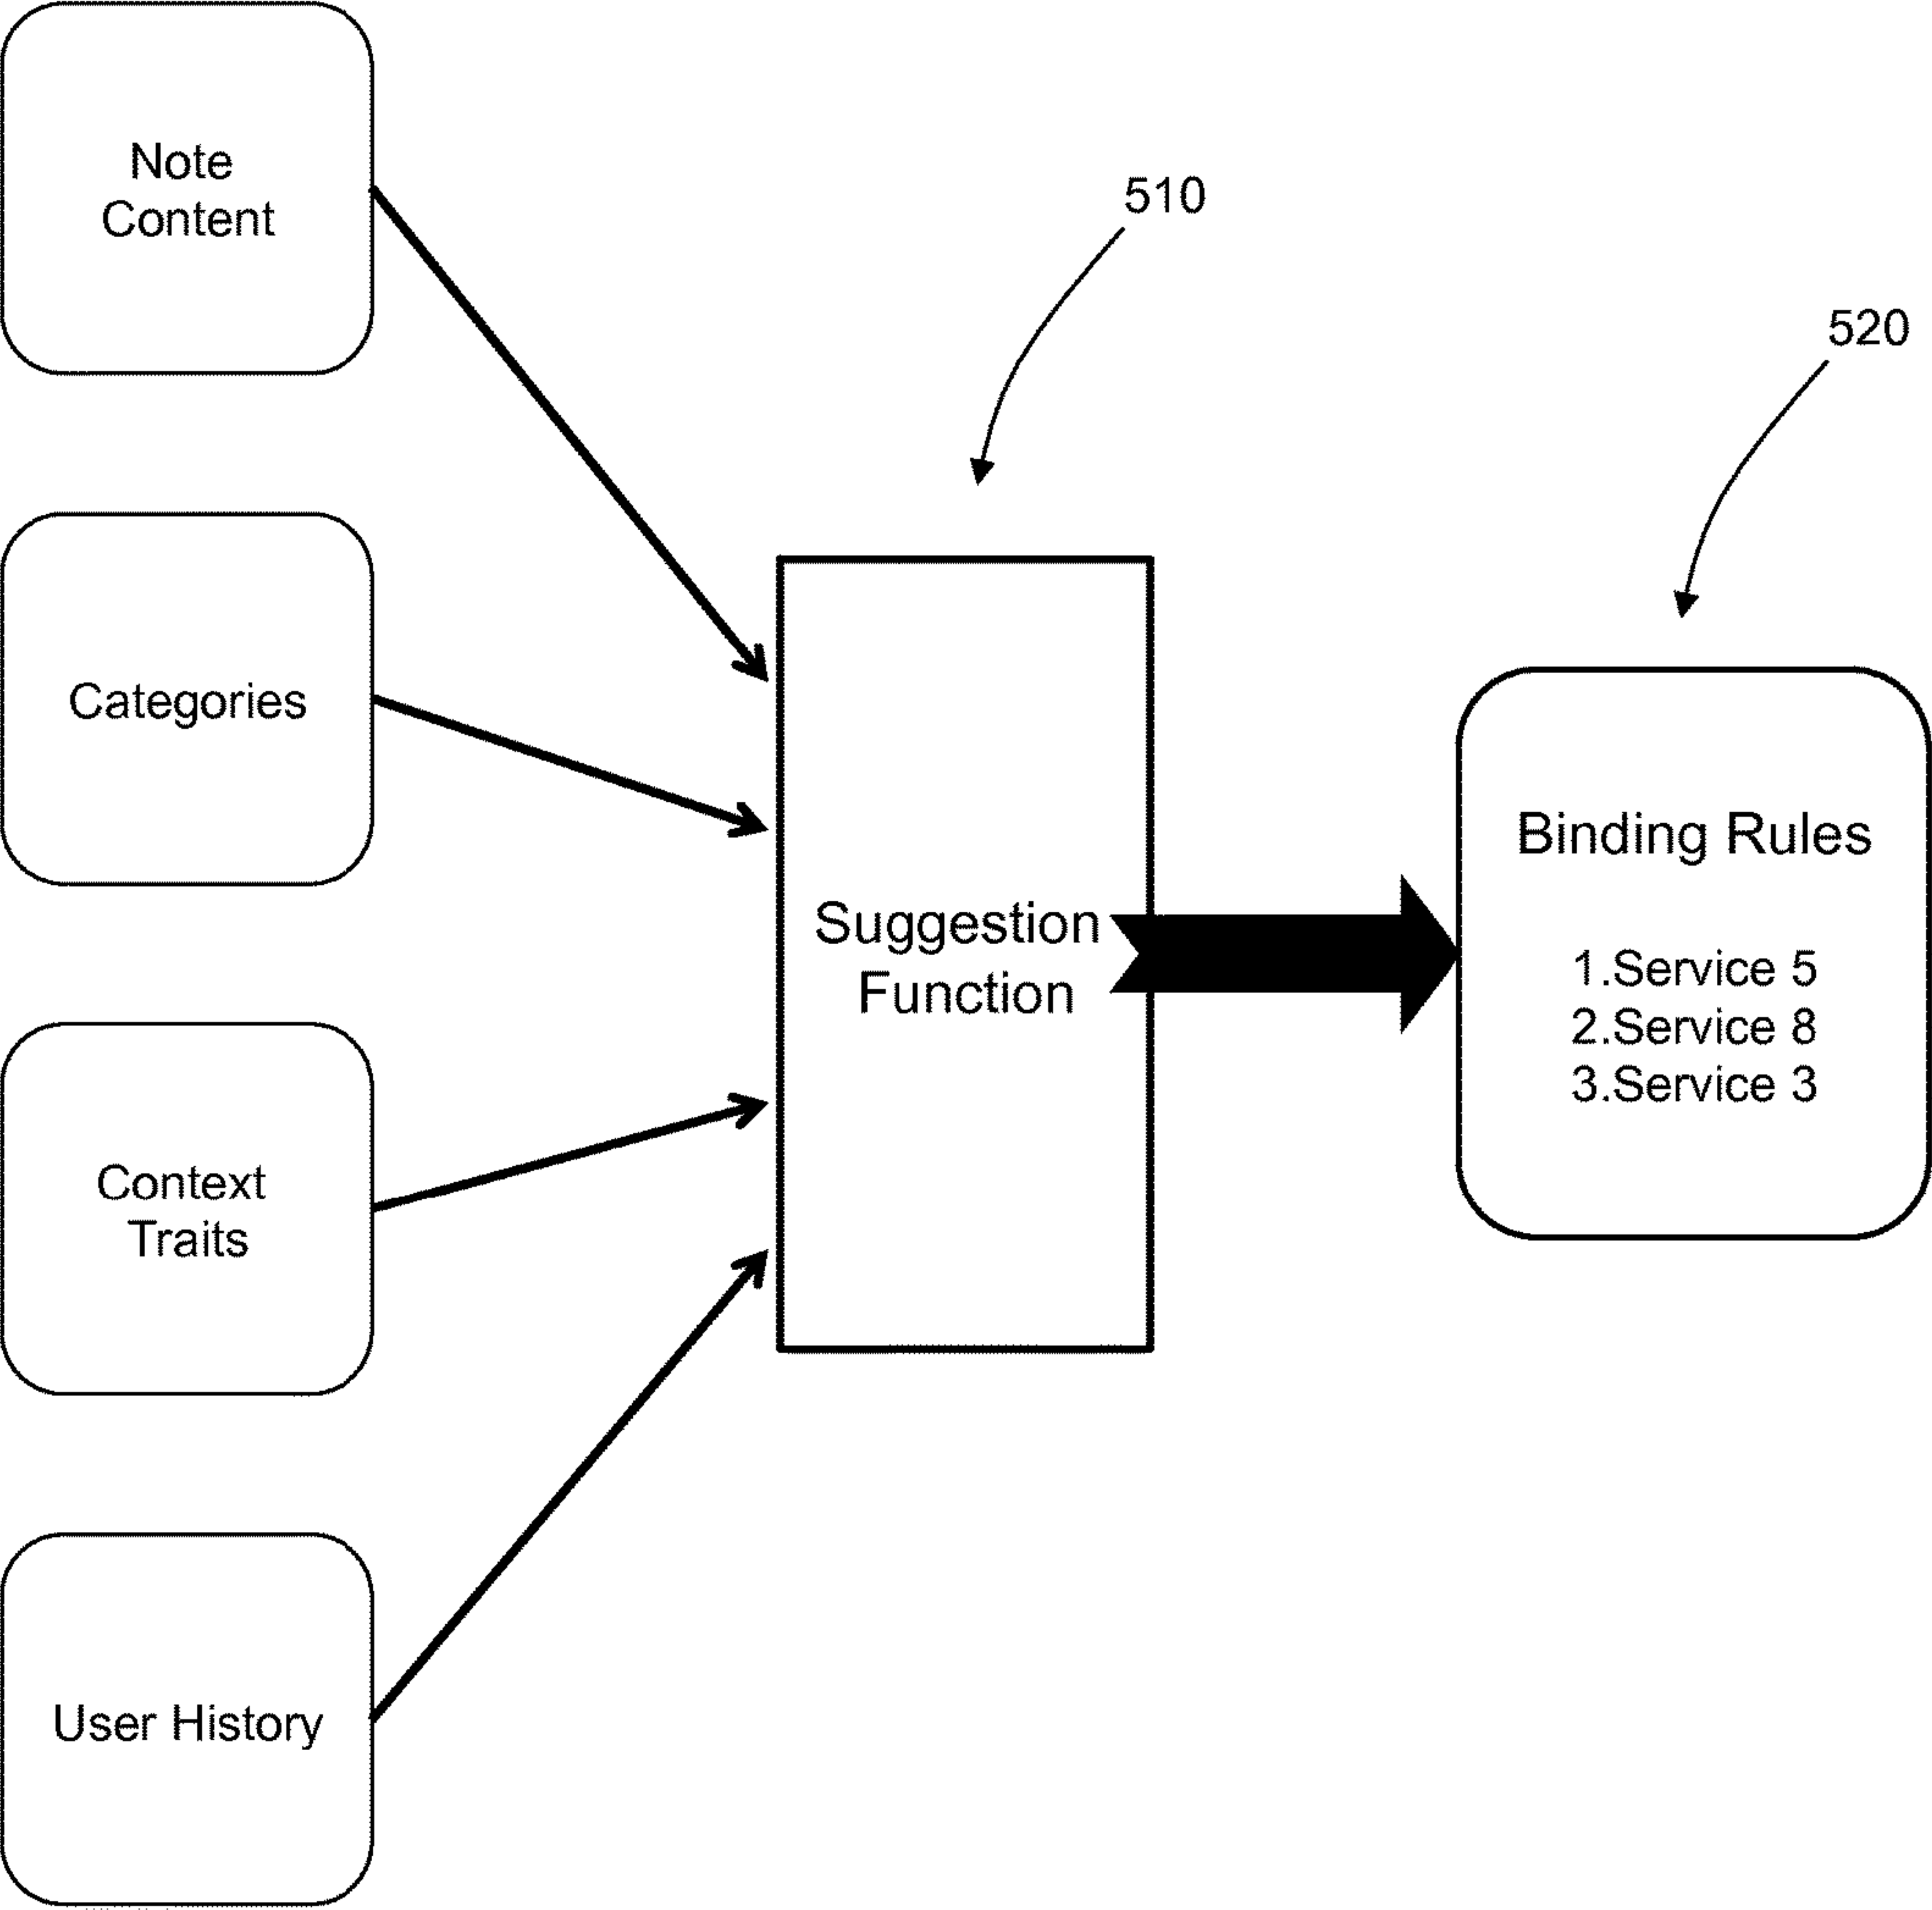 Note
Content
510
520
Categories
Binding Rules
Suggestion
Function
1.Service 5
2.Service 8
3.Service 3
Context
Traits
User History